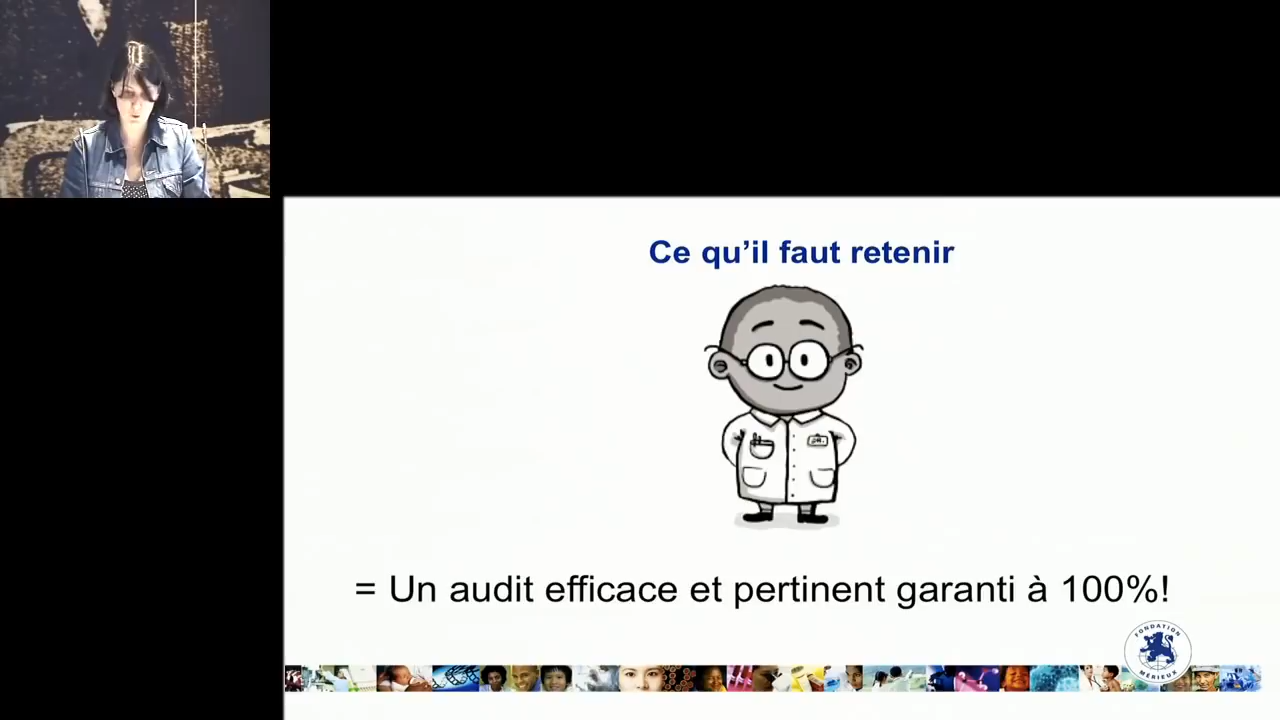 Ce qu’il faut retenir
= Un audit efficace et pertinent garanti à 100%!
FONDATION
MÉRIEUX